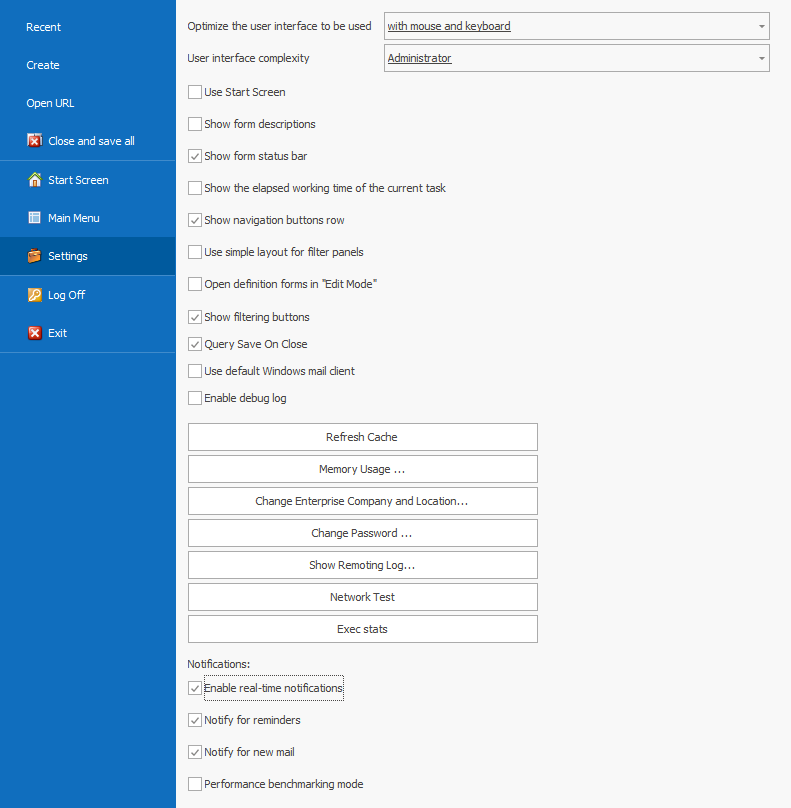 Recent
Create
Open URL
Close and save all
Start Screen
Main Menu
Settings
Log Off
Exit
Optimize the user interface to be used with mouse and keyboard
User interface complexity Administrator
Use Start Screen
Show form descriptions
Show form status bar
Show the elapsed working time of the current task
Show navigation buttons row
Use simple layout for filter panels
Open definition forms in "Edit Mode"
Show filtering buttons
Query Save On Close
Use default Windows mail client
Enable debug log
Refresh Cache
Memory Usage ...
Change Enterprise Company and Location...
Change Password ...
Show Remoting Log...
Network Test
Exec stats
Notifications:
Enable real-time notifications
Notify for reminders
Notify for new mail
Performance benchmarking mode